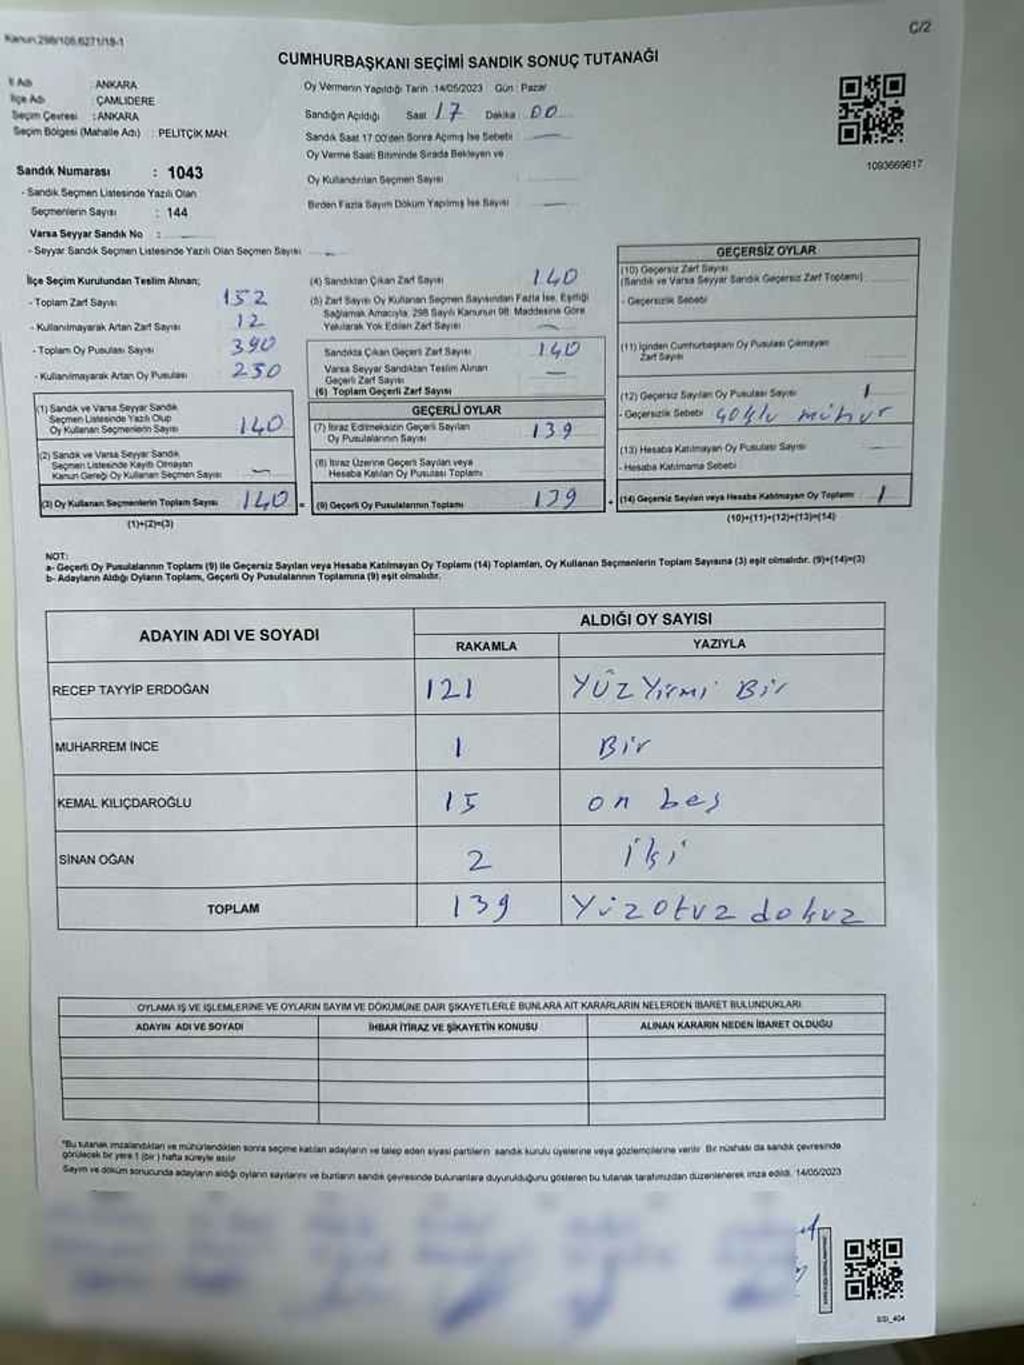 Kanun:298/106.6271/18-1
C/2
CUMHURBAŞKANI SEÇİMİ SANDIK SONUÇ TUTANAĞI
İl Adı : ANKARA
İlçe Adı : ÇAMLIDERE
Seçim Çevresi : ANKARA
Seçim Bölgesi (Mahalle Adı) : PELİTÇİK MAH.
Sandık Numarası : 1043
- Sandık Seçmen Listesinde Yazılı Olan
Seçmenlerin Sayısı : 144
Varsa Seyyar Sandık No :
- Seyyar Sandık Seçmen Listesinde Yazılı Olan Seçmen Sayısı
Oy Vermenin Yapıldığı Tarih :14/05/2023 Gün : Pazar
Sandığın Açıldığı Saat 17 Dakika : 00
Sandık Saat 17.00'den Sonra Açımış İse Sebebi
Oy Verme Saati Bitiminde Sırada Bekleyen ve
Oy Kullandırılan Seçmen Sayısı
Birden Fazla Sayım Döküm Yapılmış İse Sayısı
1093669617
İlçe Seçim Kurulundan Teslim Alınan;
- Toplam Zarf Sayısı 152
- Kullanılmayarak Artan Zarf Sayısı 12
- Toplam Oy Pusulası Sayısı 390
- Kullanılmayarak Artan Oy Pusulası 250
(1) Sandık ve Varsa Seyyar Sandık
Seçmen Listesinde Yazılı Olup
Oy Kullanan Seçmenlerin Sayısı 140
(2) Sandık ve Varsa Seyyar Sandık
Seçmen Listesinde Kayıtlı Olmayan
Kanun Gereği Oy Kullanan Seçmen Sayısı
(3) Oy Kullanan Seçmenlerin Toplam Sayısı 140 =
(1)+(2)=(3)
(4) Sandıktan Çıkan Zarf Sayısı 140
(5) Zarf Sayısı Oy Kullanan Seçmen Sayısından Fazla İse, Eşitliği
Sağlamak Amacıyla, 298 Sayılı Kanunun 98. Maddesine Göre
Yakılarak Yok Edilen Zarf Sayısı
Sandıkta Çıkan Geçerli Zarf Sayısı 140
Varsa Seyyar Sandıktan Teslim Alınan
Geçerli Zarf Sayısı
(6) Toplam Geçerli Zarf Sayısı
GEÇERLİ OYLAR
(7) İtiraz Edilmeksizin Geçerli Sayılan
Oy Pusulalarının Sayısı 139
(8) İtiraz Üzerine Geçerli Sayılan veya
Hesaba Katılan Oy Pusulası Toplamı
(9) Geçerli Oy Pusulalarının Toplamı 139 +
GEÇERSİZ OYLAR
(10) Geçersiz Zarf Sayısı
(Sandık ve Varsa Seyyar Sandık Geçersiz Zarf Toplamı)
- Geçersizlik Sebebi
(11) İçinden Cumhurbaşkanı Oy Pusulası Çıkmayan
Zarf Sayısı
(12) Geçersiz Sayılan Oy Pusulası Sayısı 1
- Geçersizlik Sebebi mühür
(13) Hesaba Katılmayan Oy Pusulası Sayısı
- Hesaba Katılmama Sebebi
(14) Geçersiz Sayılan veya Hesaba Katılmayan Oy Toplamı 1
(10)+(11)+(12)+(13)=(14)
NOT:
a- Geçerli Oy Pusulalarının Toplamı (9) ile Geçersiz Sayılan veya Hesaba Katılmayan Oy Toplamı (14) Toplamları, Oy Kullanan Seçmenlerin Toplam Sayısına (3) eşit olmalıdır. (9)+(14)=(3)
b- Adayların Aldığı Oyların Toplamı, Geçerli Oy Pusulalarının Toplamına (9) eşit olmalıdır.
ADAYIN ADI VE SOYADI
ALDIĞI OY SAYISI
RAKAMLA YAZIYLA
RECEP TAYYİP ERDOĞAN 121 YÜZ Yirmi Bir
MUHARREM İNCE 1 Bir
KEMAL KILIÇDAROĞLU 15 on beş
SİNAN OĞAN 2 iki
TOPLAM 139 Yüzotuz dokuz
OYLAMA İŞ VE İŞLEMLERİNE VE OYLARIN SAYIM VE DÖKÜMÜNE DAİR ŞİKAYETLERLE BUNLARA AİT KARARLARIN NELERDEN İBARET BULUNDUKLARI
ADAYIN ADI VE SOYADI İHBAR İTİRAZ VE ŞİKAYETİN KONUSU ALINAN KARARIN NEDEN İBARET OLDUĞU
*Bu tutanak imzalandıktan ve mühürlendikten sonra seçime katılan adayların ve talep eden siyasi partilerin sandık kurulu üyelerine veya gözlemcilerine verilir. Bir nüshası da sandık çevresinde
görülecek bir yere 1 (bir ) hafta süreyle asılır.
Sayım ve döküm sonucunda adayların aldığı oyların sayılarını ve bunların sandık çevresinde bulunanlara duyurulduğunu gösteren bu tutanak tarafımızdan düzenlenerek imza edildi. 14/05/2023